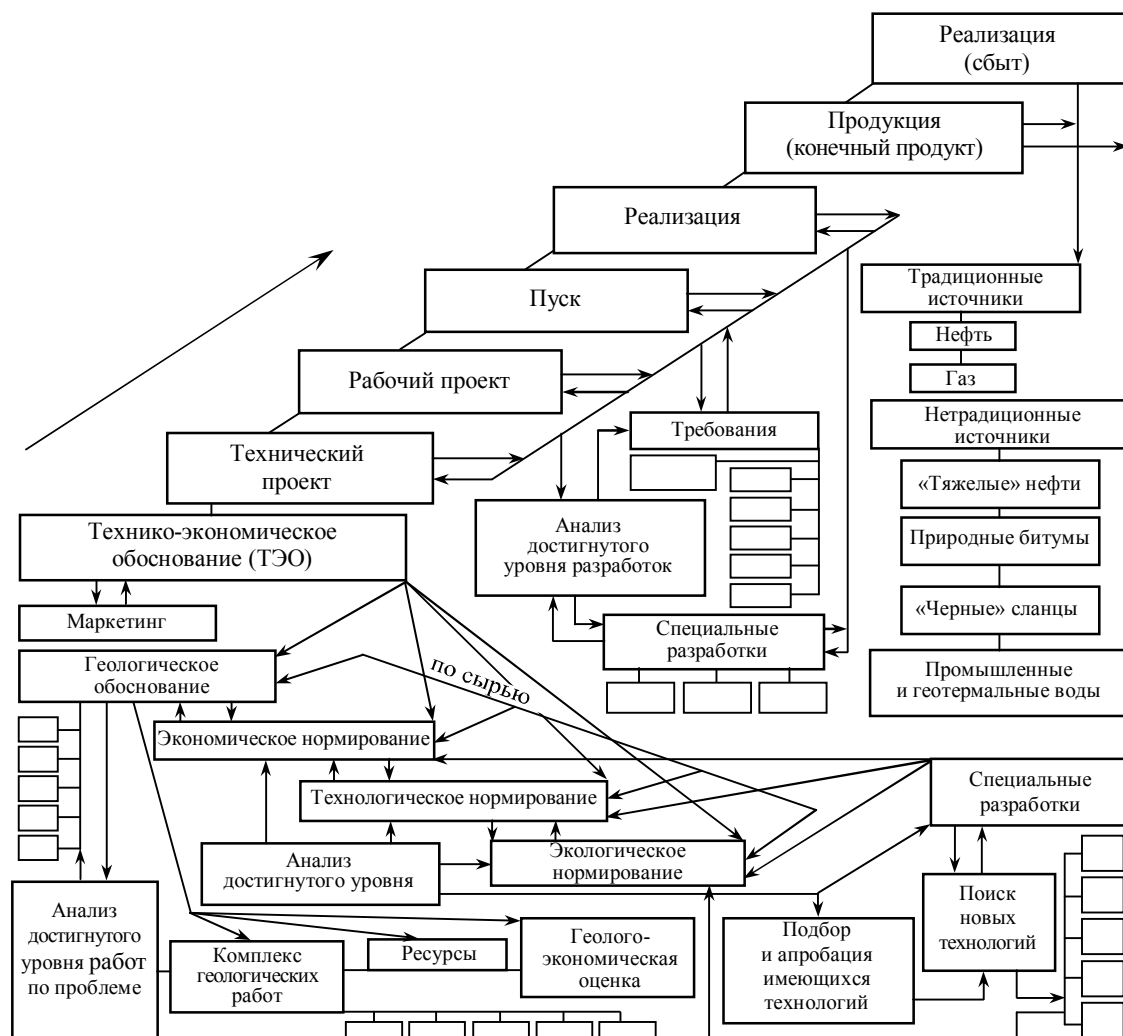 Реализация
(сбыт)
Продукция
(конечный продукт)
Реализация
Пуск
Рабочий проект
Технический
проект
Технико-экономическое
обоснование (ТЭО)
Маркетинг
Традиционные
источники
Нефть
Газ
Нетрадиционные
источники
«Тяжелые» нефти
Природные битумы
«Черные» сланцы
Промышленные
и геотермальные воды
Требования
Анализ
достигнутого
уровня разработок
Специальные
разработки
Геологическое
обоснование
по сырью
Экономическое нормирование
Технологическое нормирование
Экологическое
нормирование
Анализ
достигнутого уровня
Специальные
разработки
Поиск
новых
технологий
Подбор
и апробация
имеющихся
технологий
Анализ
достигнутого
уровня работ
по проблеме
Комплекс
геологических
работ
Ресурсы
Геолого-
экономическая
оценка